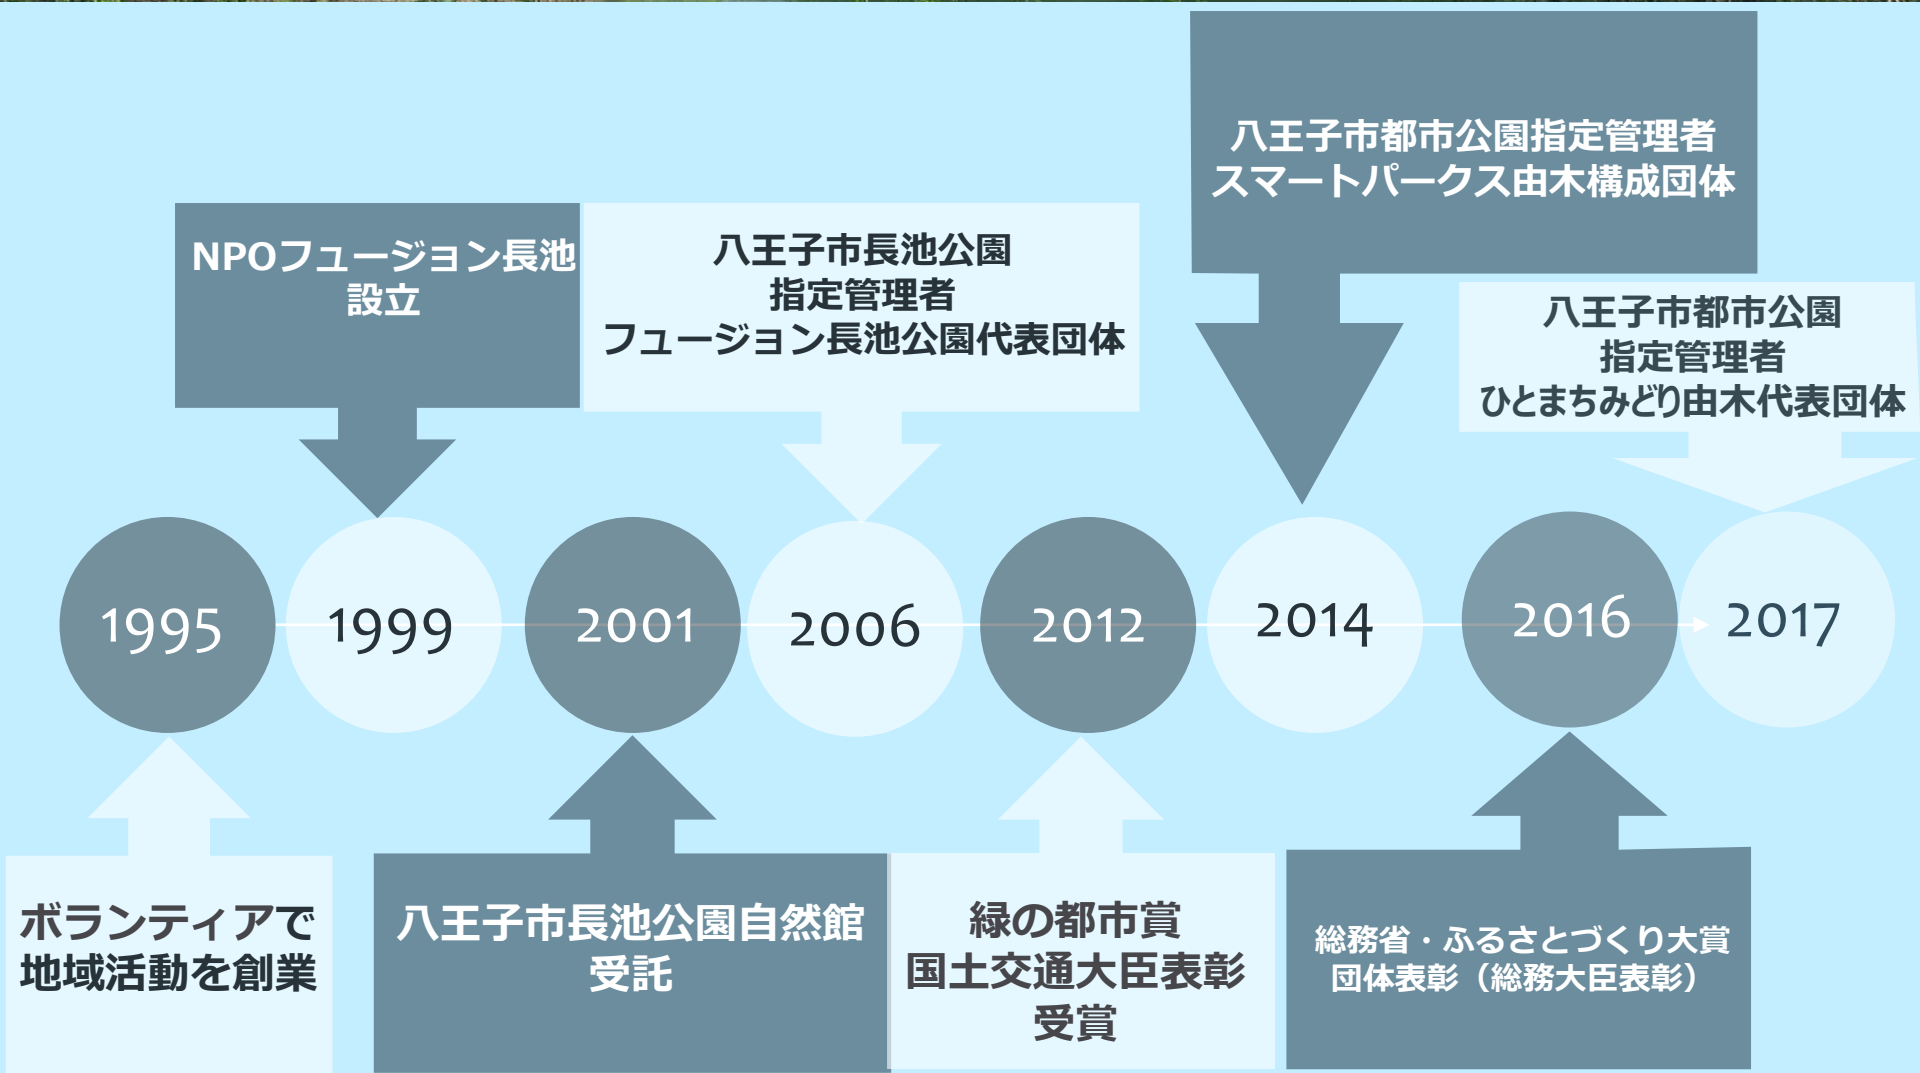 八王子市都市公園指定管理者
スマートパークス由木構成団体
NPOフュージョン長池
設立
八王子市長池公園
指定管理者
フュージョン長池公園代表団体
八王子市都市公園
指定管理者
ひとまちみどり由木代表団体
1995
1999
2001
2006
2012
2014
2016
2017
ボランティアで
地域活動を創業
八王子市長池公園自然館
受託
緑の都市賞
国土交通大臣表彰
受賞
総務省・ふるさとづくり大賞
団体表彰（総務大臣表彰）